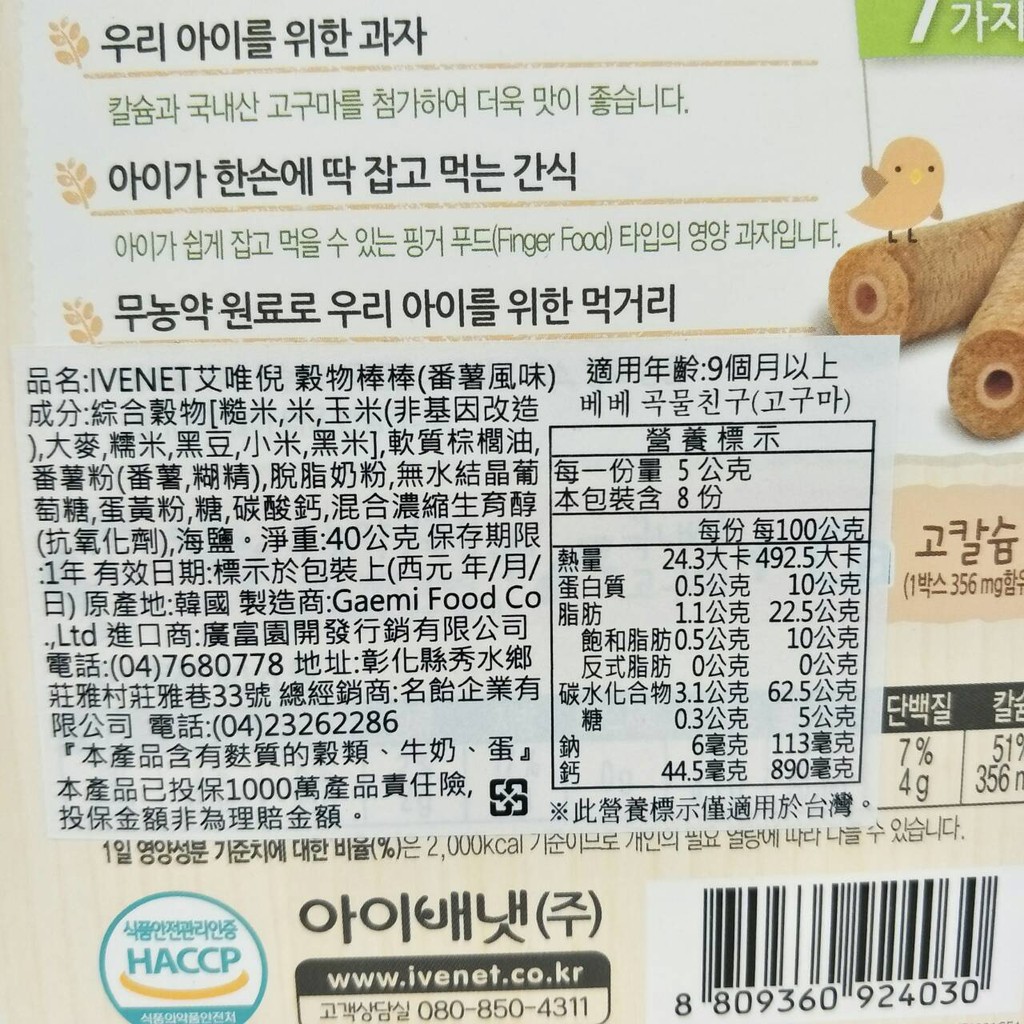 7가지
우리 아이를 위한 과자
칼슘과 국내산 고구마를 첨가하여 더욱 맛이 좋습니다.
아이가 한손에 딱 잡고 먹는 간식
아이가 쉽게 잡고 먹을 수 있는 핑거 푸드(Finger Food) 타입의 영양 과자입니다.
무농약 원료로 우리 아이를 위한 먹거리
品名:IVENET艾唯倪 穀物棒棒(番薯風味)
成分:綜合穀物[糙米,米,玉米(非基因改造
),大麥,糯米,黑豆,小米,黑米],軟質棕櫚油,
番薯粉(番薯,糊精),脫脂奶粉,無水結晶葡
萄糖,蛋黃粉,糖,碳酸鈣,混合濃縮生育醇
(抗氧化劑),海鹽。淨重:40公克 保存期限
:1年 有效日期:標示於包裝上(西元 年/月/
日) 原產地:韓國 製造商:Gaemi Food Co
.,Ltd 進口商:廣富園開發行銷有限公司
電話:(04)7680778 地址:彰化縣秀水鄉
莊雅村莊雅巷33號 總經銷商:名飴企業有
限公司 電話:(04)23262286
『本產品含有麩質的穀類、牛奶、蛋』
本產品已投保1000萬產品責任險,
投保金額非為理賠金額。
適用年齡:9個月以上
베베 곡물친구(고구마)
營養標示
每一份量 5公克
本包裝含 8份
每份 每100公克
熱量 24.3大卡 492.5大卡
蛋白質 0.5公克 10公克
脂肪 1.1公克 22.5公克
飽和脂肪 0.5公克 10公克
反式脂肪 0公克 0公克
碳水化合物 3.1公克 62.5公克
糖 0.3公克 5公克
鈉 6毫克 113毫克
鈣 44.5毫克 890毫克
※此營養標示僅適用於台灣。
고칼슘
(1박스 356 mg함유
단백질 칼슘
7% 51%
4g 356 m
1일 영양성분 기준치에 대한 비율(%)은 2,000kcal 기준이므로 개인의 필요 열량에 따라 다를 수 있습니다.
식품안전관리인증
HACCP
식품의약품안전처
아이배냇(주)
www.ivenet.co.kr
고객상담실 080-850-4311
8 809360 924030